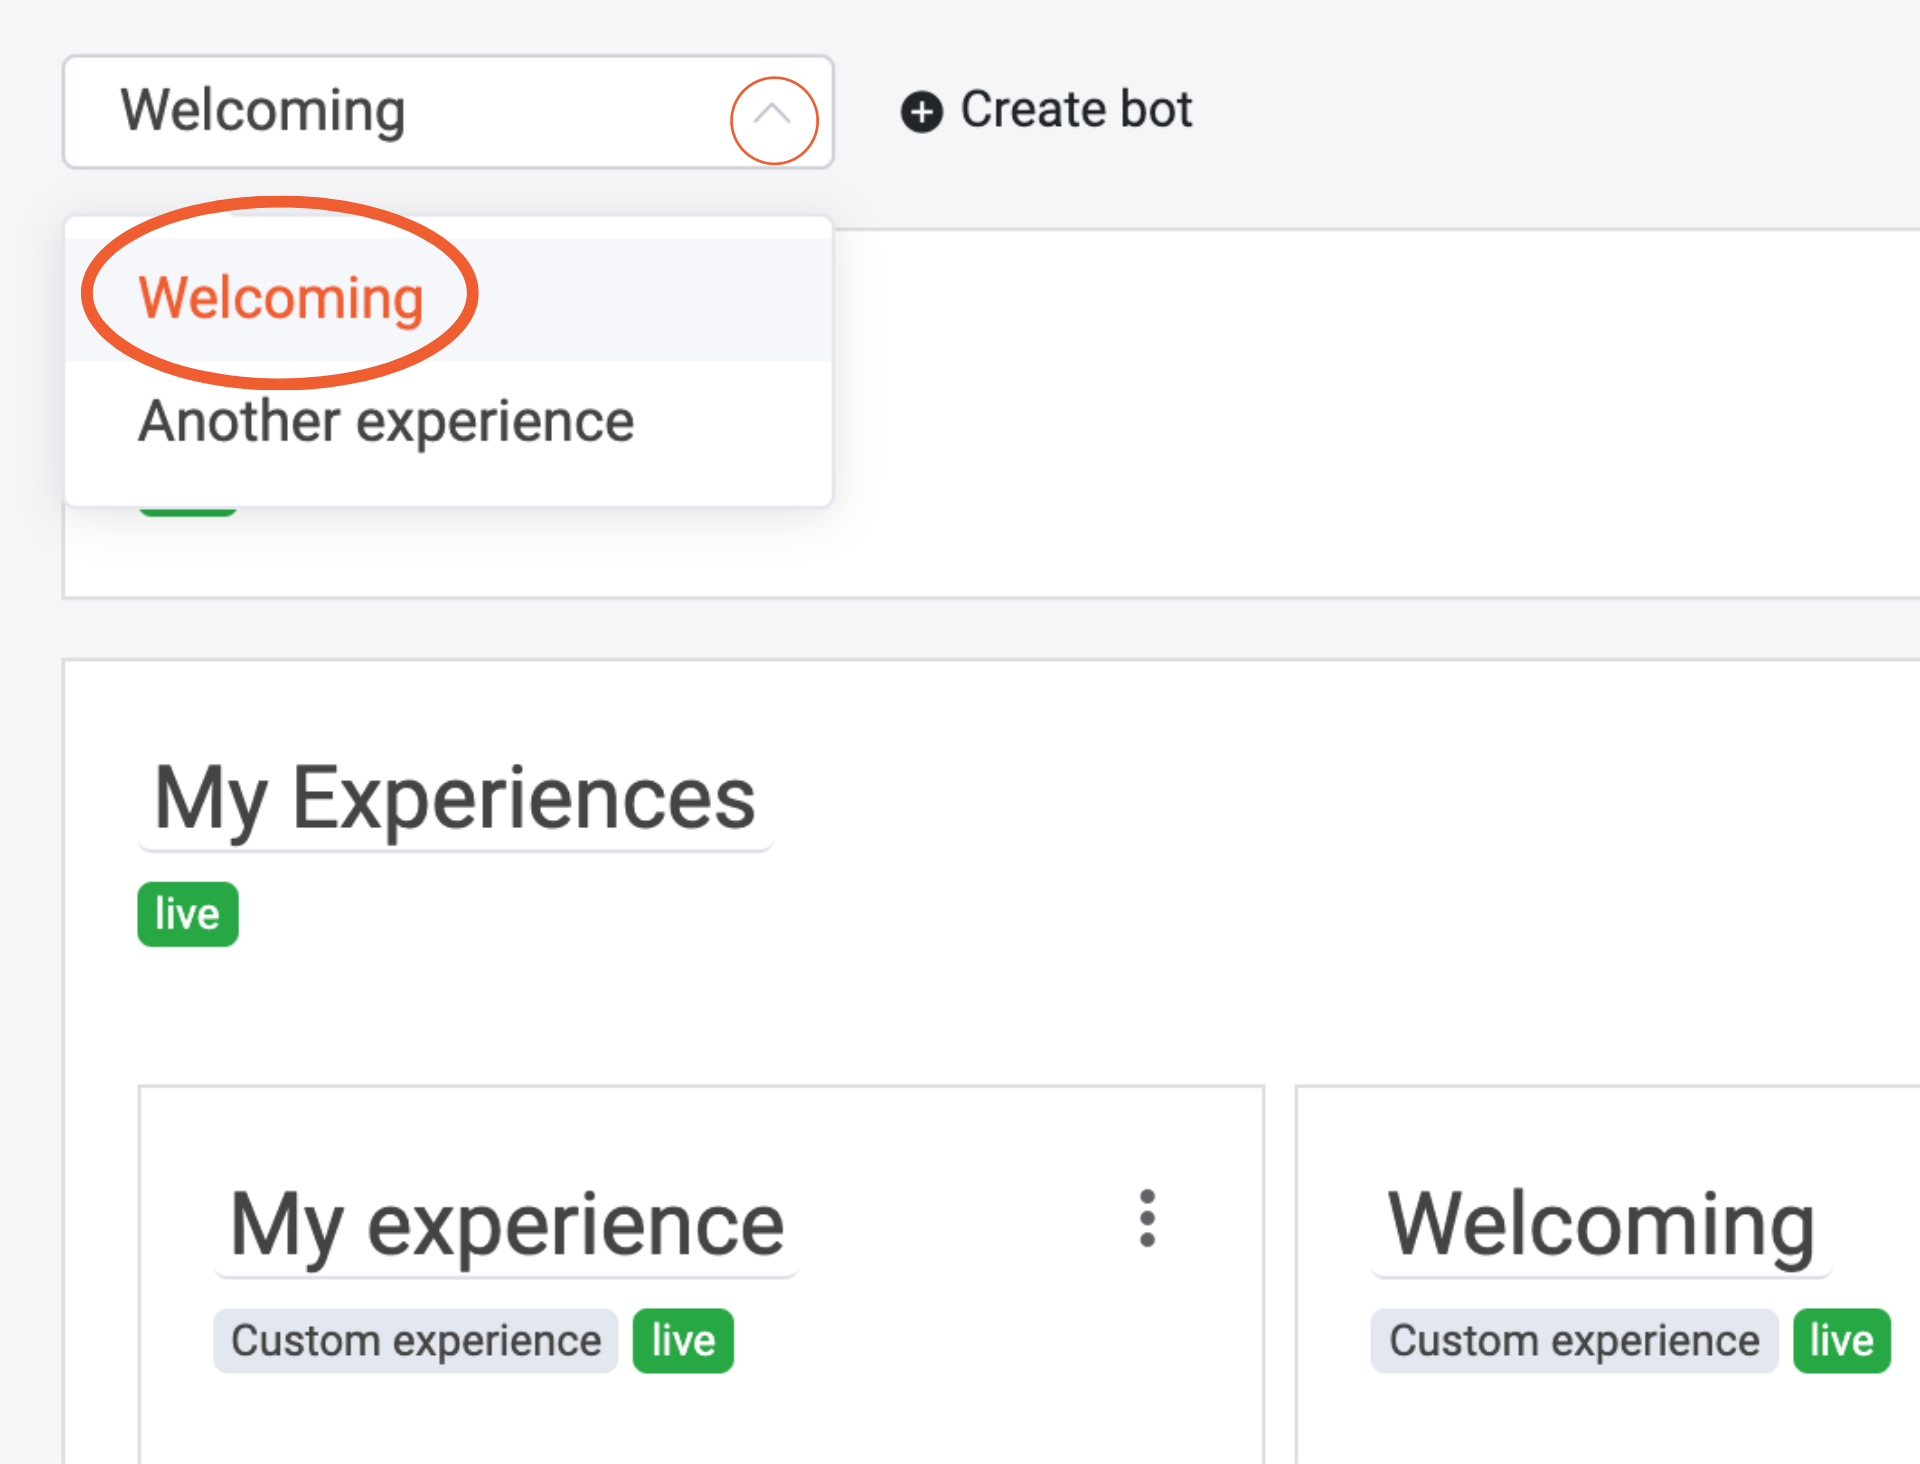 Welcoming
Create bot
Welcoming
Another experience
My Experiences
live
My experience
Custom experience live
Welcoming
Custom experience live